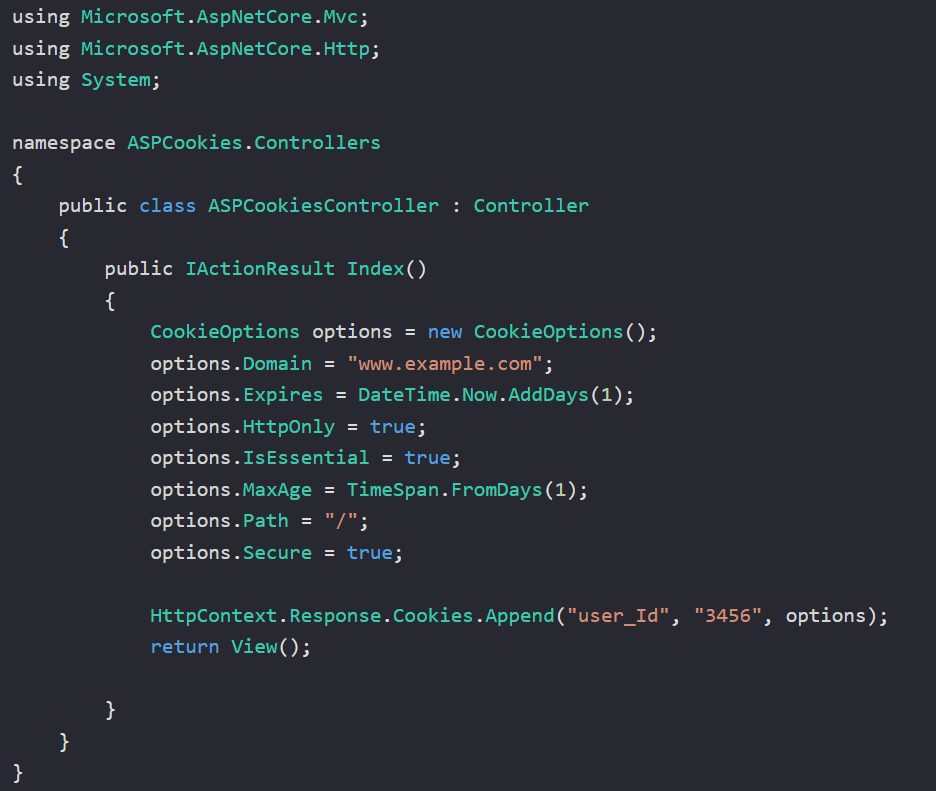 using Microsoft.AspNetCore.Mvc;
using Microsoft.AspNetCore.Http;
using System;

namespace ASPCookies.Controllers
{
    public class ASPCookiesController : Controller
    {
        public IActionResult Index()
        {
            CookieOptions options = new CookieOptions();
            options.Domain = "www.example.com";
            options.Expires = DateTime.Now.AddDays(1);
            options.HttpOnly = true;
            options.IsEssential = true;
            options.MaxAge = TimeSpan.FromDays(1);
            options.Path = "/";
            options.Secure = true;

            HttpContext.Response.Cookies.Append("user_Id", "3456", options);
            return View();

        }
    }
}